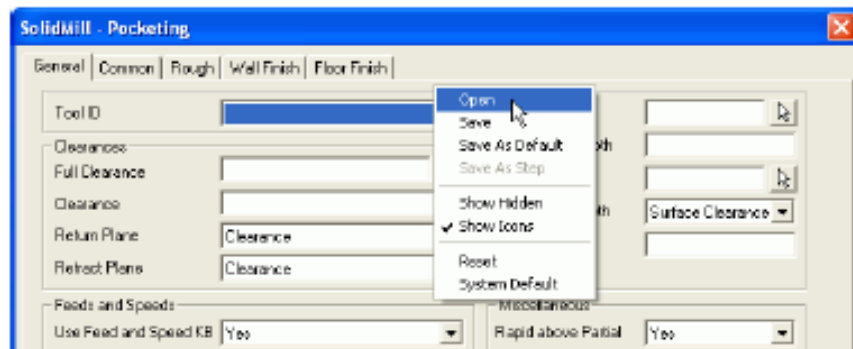 SolidMill - Pocketing
General Common Rough Wall Finish Floor Finish
Tool ID
Clearances
Full Clearance
Clearance
Return Plane Clearance
Retract Plane Clearance
Feeds and Speeds
Use Feed and Speed KB Yes
Open
Save
Save As Default
Save As Step
Show Hidden
Show Icons
Reset
System Default
Surface Clearance
Miscellaneous
Rapid above Partial Yes